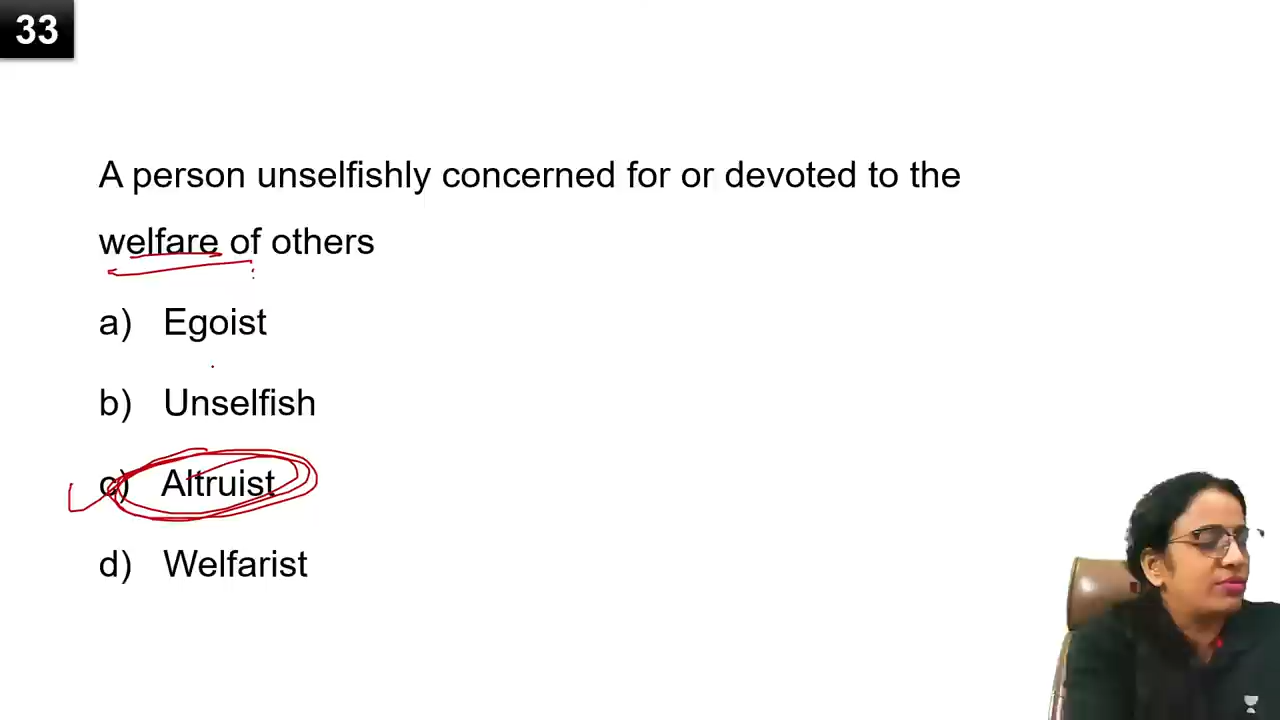 33
A person unselfishly concerned for or devoted to the
welfare of others
a) Egoist
b) Unselfish
c) Altruist
d) Welfarist